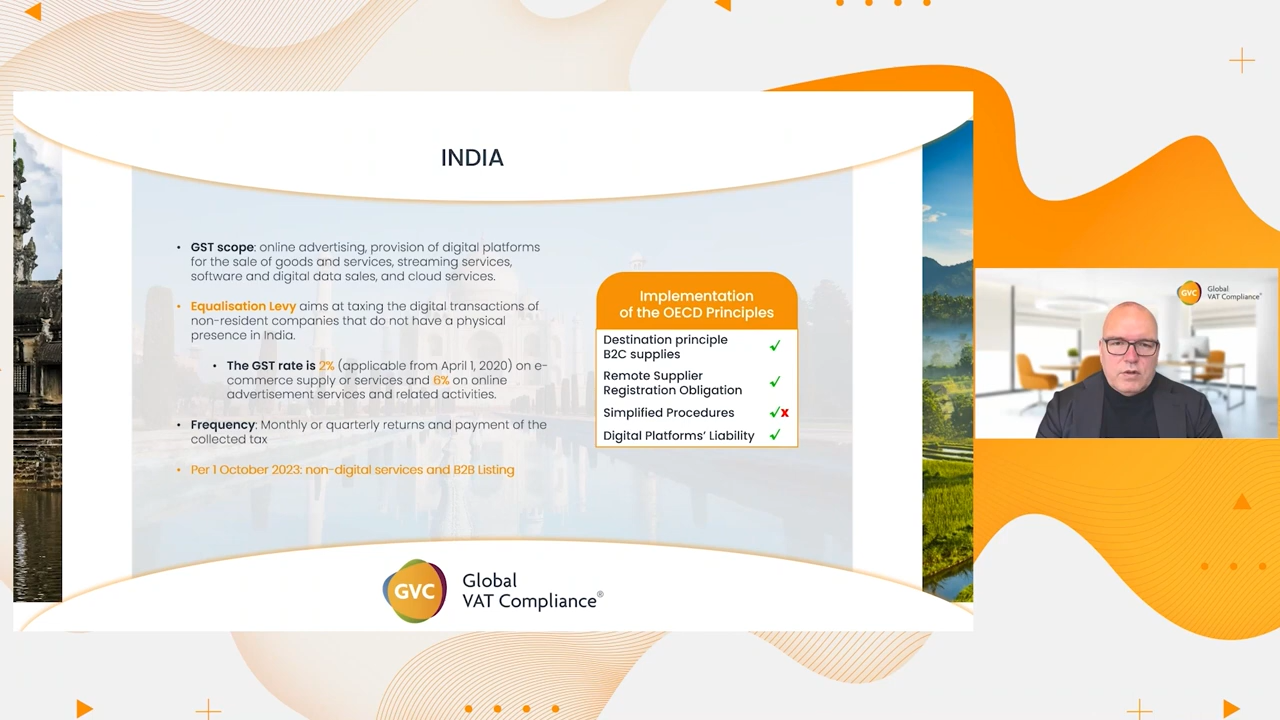 INDIA
• GST scope: online advertising, provision of digital platforms
for the sale of goods and services, streaming services,
software and digital data sales, and cloud services.
• Equalisation Levy aims at taxing the digital transactions of
non-resident companies that do not have a physical
presence in India.
• The GST rate is 2% (applicable from April 1, 2020) on e-
commerce supply or services and 6% on online
advertisement services and related activities.
• Frequency: Monthly or quarterly returns and payment of the
collected tax
• Per 1 October 2023: non-digital services and B2B Listing
Implementation
of the OECD Principles
Destination principle
B2C supplies ✓
Remote Supplier
Registration Obligation ✓
Simplified Procedures ✓x
Digital Platforms' Liability ✓
GVC
Global
VAT Compliance®
GVC
Global
VAT Compliance®